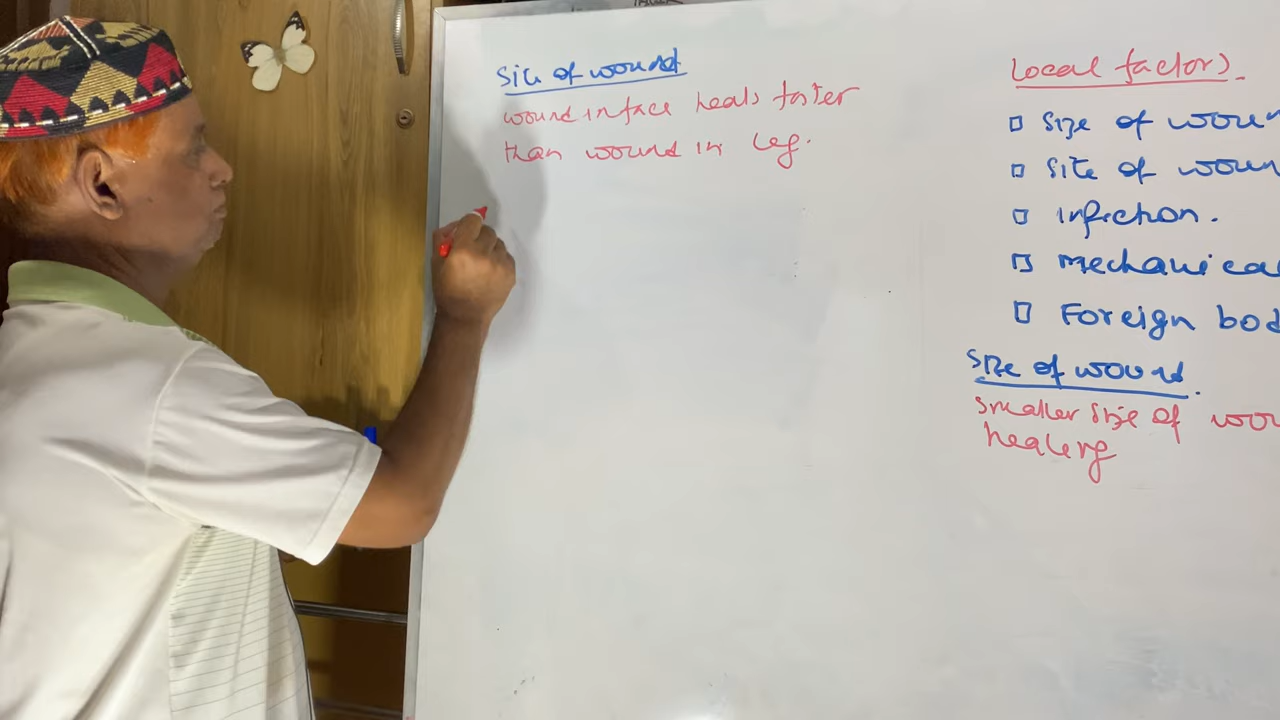 Site of wound
wound in face heals faster
than wound in leg.
Local factors.
Size of woun
Site of woun
infection.
mechanical
Foreign bod
Size of wound.
Smaller size of wou
healing